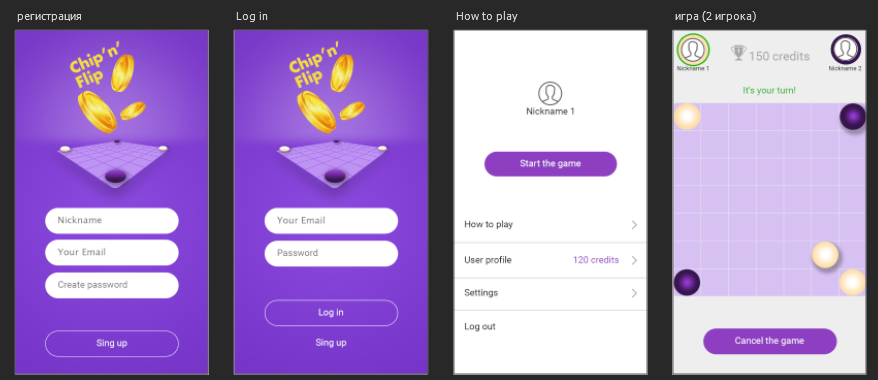 регистрация
Chip'n'
Flip
Nickname
Your Email
Create password
Sing up
Log in
Chip'n'
Flip
Your Email
Password
Log in
Sing up
How to play
Nickname 1
Start the game
How to play
User profile 120 credits
Settings
Log out
игра (2 игрока)
150 credits
Nickname 1
Nickname 2
It's your turn!
Cancel the game